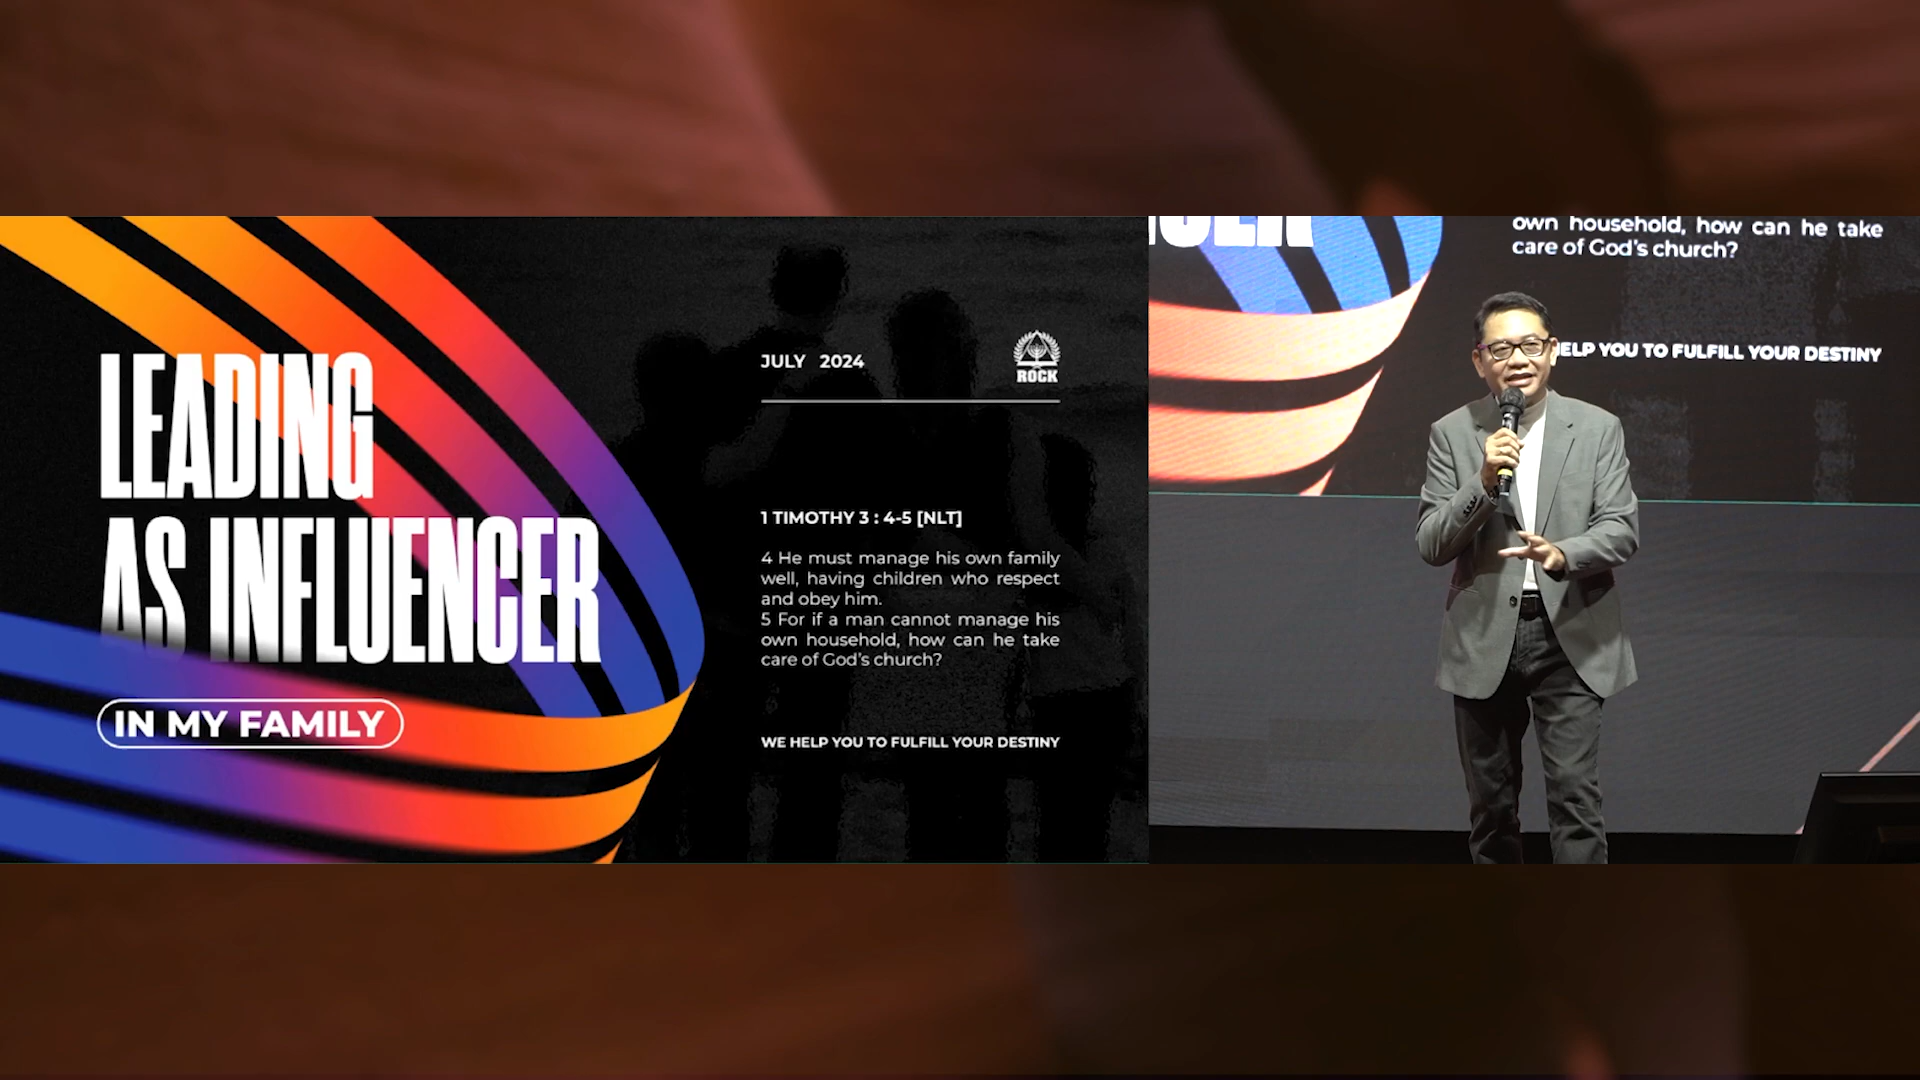 LEADING
AS INFLUENCER
IN MY FAMILY
JULY 2024
ROCK
1 TIMOTHY 3 : 4-5 [NLT]
4 He must manage his own family
well, having children who respect
and obey him.
5 For if a man cannot manage his
own household, how can he take
care of God's church?
WE HELP YOU TO FULFILL YOUR DESTINY
own household, how can he take
care of God's church?
HELP YOU TO FULFILL YOUR DESTINY